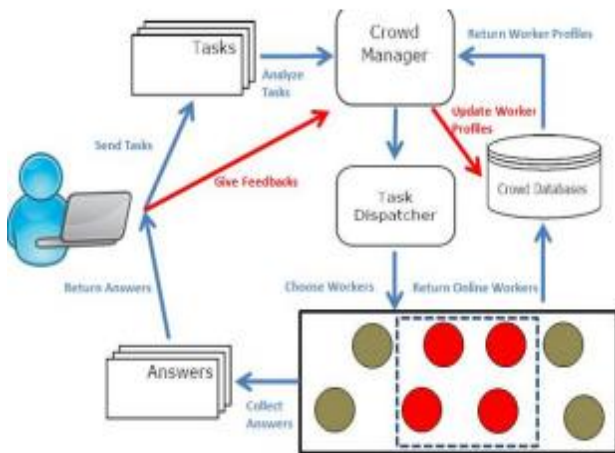 Tasks
Crowd
Manager
Return Worker Profiles
Analyze
Tasks
Update Worker
Profiles
Send Tasks
Give Feedbacks
Task
Dispatcher
Crowd Databases
Return Answers
Choose Workers
Return Online Workers
Answers
Collect
Answers